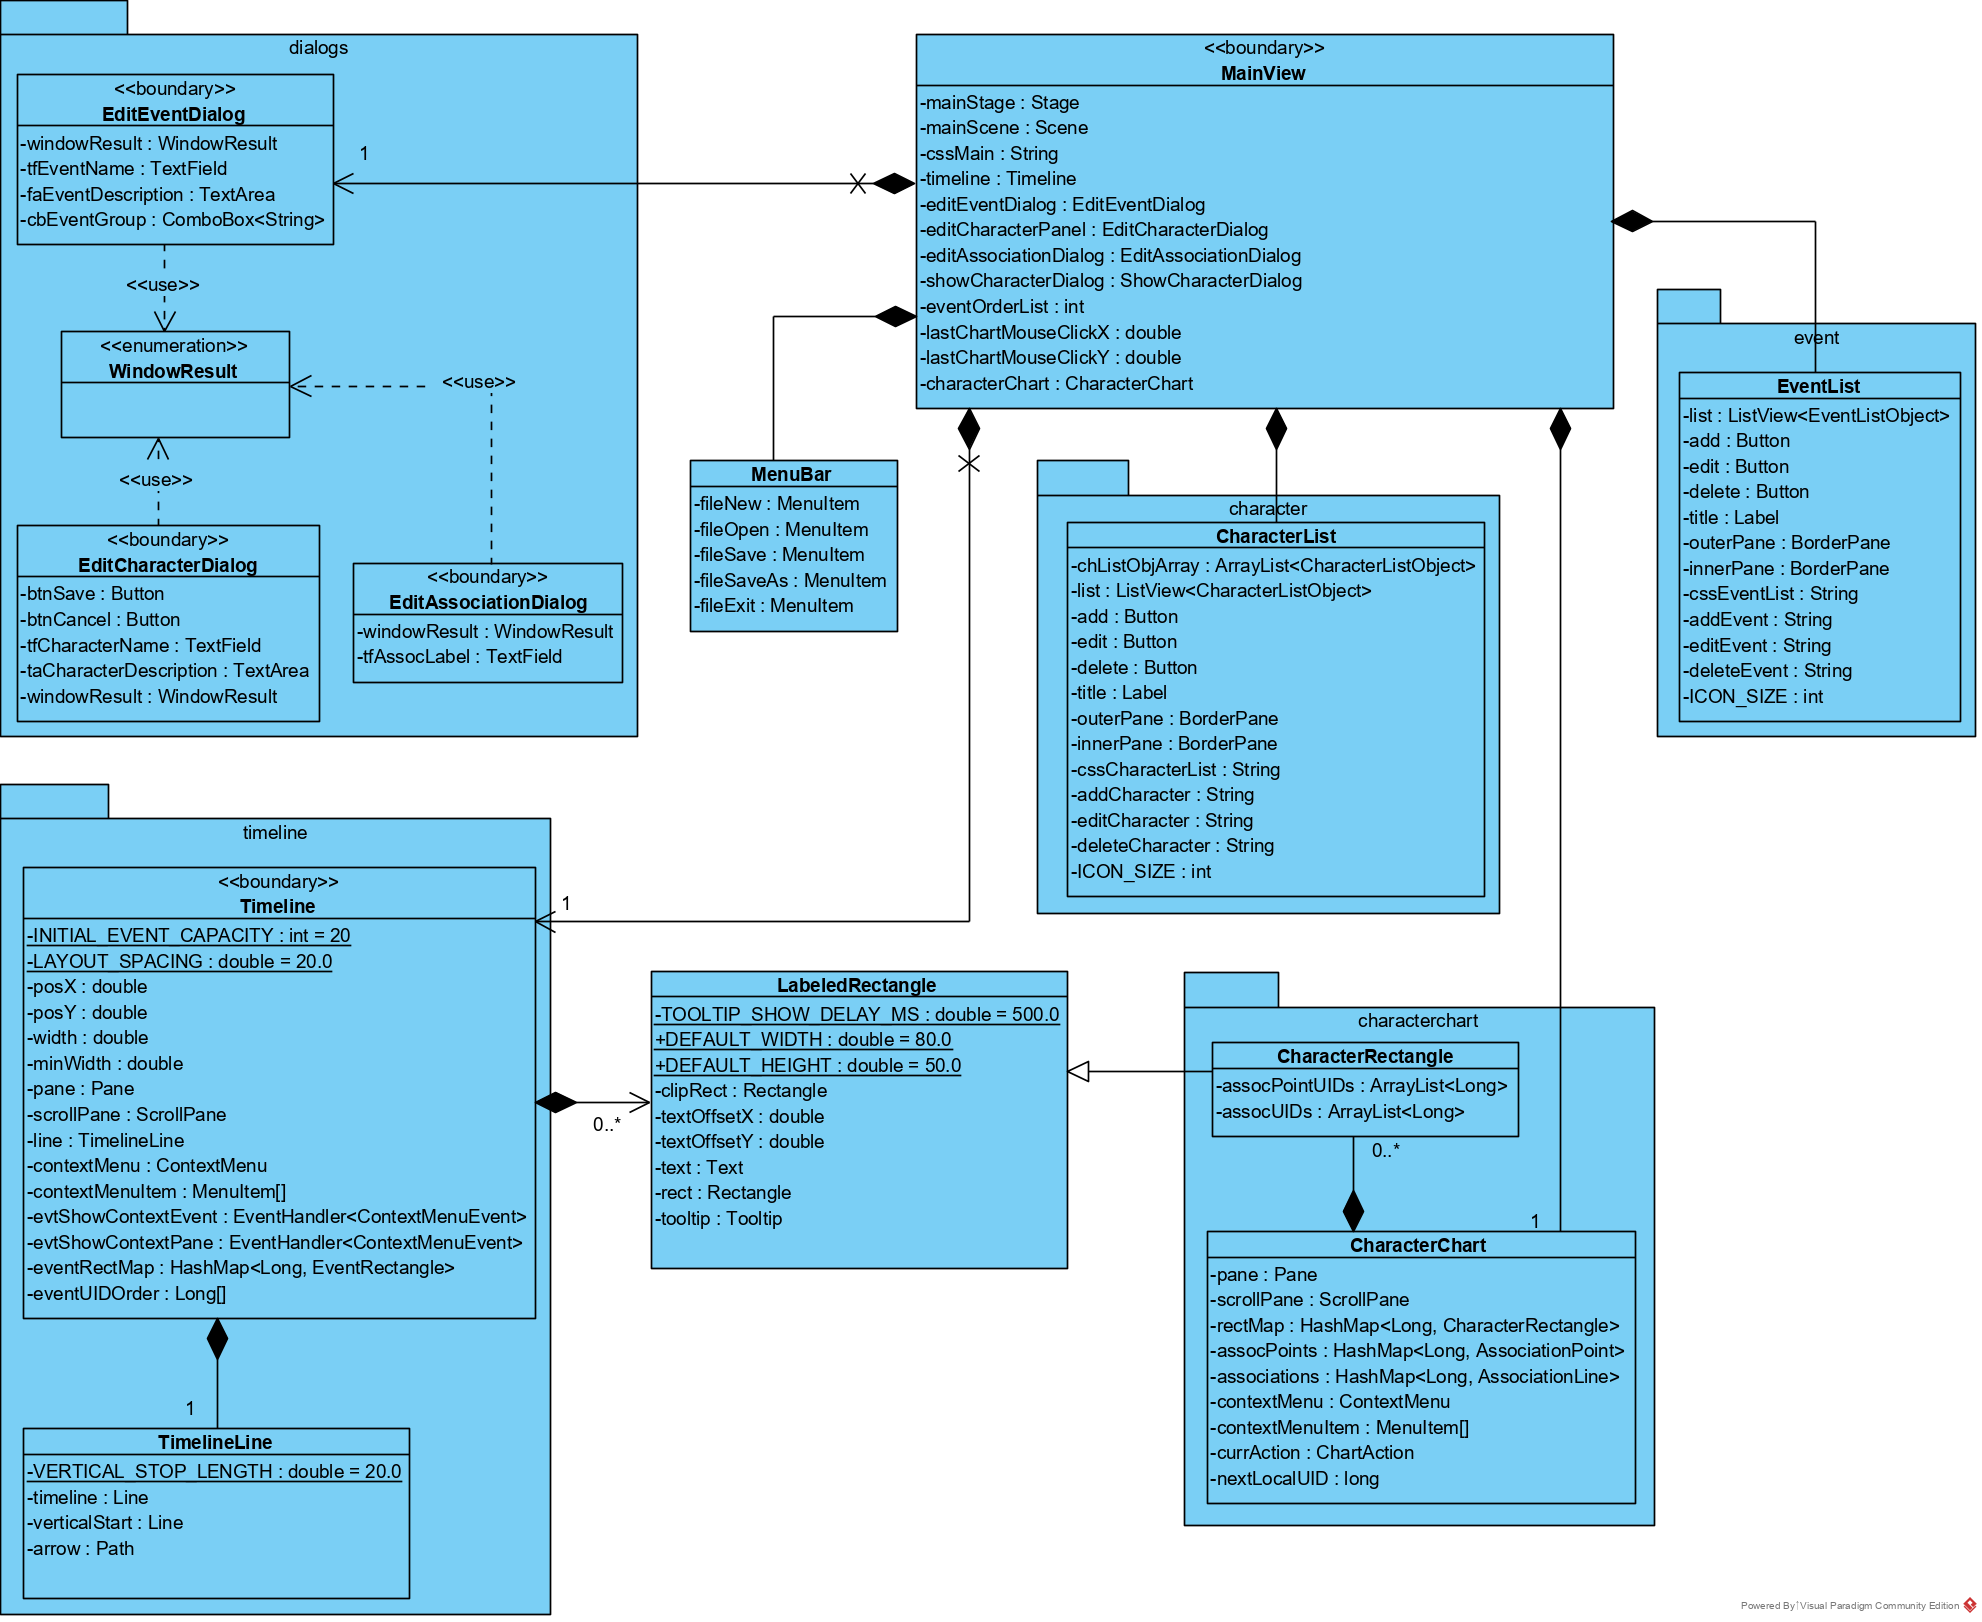 dialogs
<<boundary>>
EditEventDialog
-windowResult : WindowResult
-tfEventName : TextField
-faEventDescription : TextArea
-cbEventGroup : ComboBox<String>
1
<<use>>
<<enumeration>>
WindowResult
<<use>>
<<use>>
<<boundary>>
EditCharacterDialog
-btnSave : Button
-btnCancel : Button
-tfCharacterName : TextField
-taCharacterDescription : TextArea
-windowResult : WindowResult
<<boundary>>
EditAssociationDialog
-windowResult : WindowResult
-tfAssocLabel : TextField
<<boundary>>
MainView
-mainStage : Stage
-mainScene : Scene
-cssMain : String
-timeline : Timeline
-editEventDialog : EditEventDialog
-editCharacterPanel : EditCharacterDialog
-editAssociationDialog : EditAssociationDialog
-showCharacterDialog : ShowCharacterDialog
-eventOrderList : int
-lastChartMouseClickX : double
-lastChartMouseClickY : double
-characterChart : CharacterChart
MenuBar
-fileNew : MenuItem
-fileOpen : MenuItem
-fileSave : MenuItem
-fileSaveAs : MenuItem
-fileExit : MenuItem
character
CharacterList
-chListObjArray : ArrayList<CharacterListObject>
-list : ListView<CharacterListObject>
-add : Button
-edit : Button
-delete : Button
-title : Label
-outerPane : BorderPane
-innerPane : BorderPane
-cssCharacterList : String
-addCharacter : String
-editCharacter : String
-deleteCharacter : String
-ICON_SIZE : int
event
EventList
-list : ListView<EventListObject>
-add : Button
-edit : Button
-delete : Button
-title : Label
-outerPane : BorderPane
-innerPane : BorderPane
-cssEventList : String
-addEvent : String
-editEvent : String
-deleteEvent : String
-ICON_SIZE : int
timeline
<<boundary>>
Timeline
-INITIAL_EVENT_CAPACITY : int = 20
-LAYOUT_SPACING : double = 20.0
-posX : double
-posY : double
-width : double
-minWidth : double
-pane : Pane
-scrollPane : ScrollPane
-line : TimelineLine
-contextMenu : ContextMenu
-contextMenuItem : MenuItem[]
-evtShowContextEvent : EventHandler<ContextMenuEvent>
-evtShowContextPane : EventHandler<ContextMenuEvent>
-eventRectMap : HashMap<Long, EventRectangle>
-eventUIDOrder : Long[]
1
0..*
1
TimelineLine
-VERTICAL_STOP_LENGTH : double = 20.0
-timeline : Line
-verticalStart : Line
-arrow : Path
LabeledRectangle
-TOOLTIP_SHOW_DELAY_MS : double = 500.0
+DEFAULT_WIDTH : double = 80.0
+DEFAULT_HEIGHT : double = 50.0
-clipRect : Rectangle
-textOffsetX : double
-textOffsetY : double
-text : Text
-rect : Rectangle
-tooltip : Tooltip
characterchart
CharacterRectangle
-assocPointUIDs : ArrayList<Long>
-assocUIDs : ArrayList<Long>
0..*
1
CharacterChart
-pane : Pane
-scrollPane : ScrollPane
-rectMap : HashMap<Long, CharacterRectangle>
-assocPoints : HashMap<Long, AssociationPoint>
-associations : HashMap<Long, AssociationLine>
-contextMenu : ContextMenu
-contextMenuItem : MenuItem[]
-currAction : ChartAction
-nextLocalUID : long
Powered By Visual Paradigm Community Edition